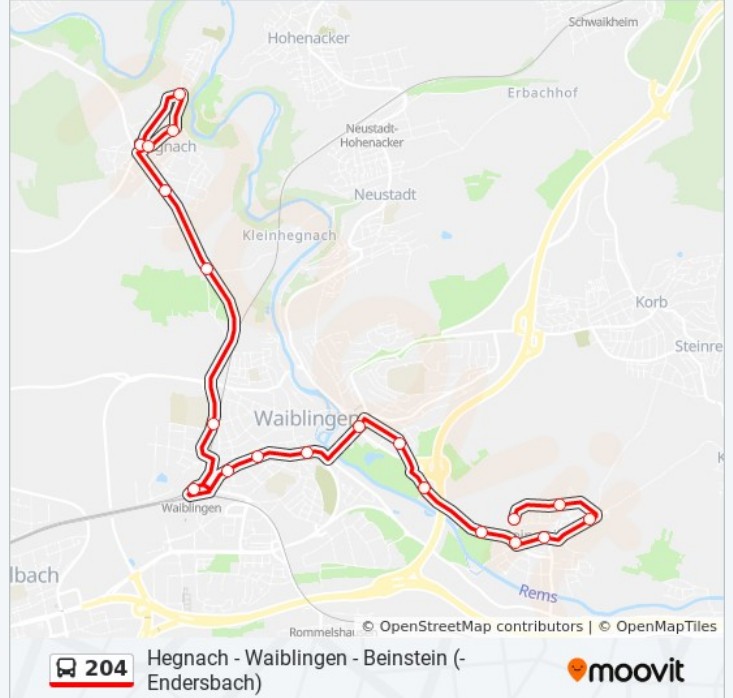 Schwaikheim
Hohenacker
Erbachhof
Neustadt-
Hohenacker
gnach
Neustadt
Kleinhegnach
Korb
Steinre
Waiblingen
K
Waiblingen
lbach
Rems
Rommelshau
© OpenStreetMap contributors | © OpenMapTiles
204
Hegnach - Waiblingen - Beinstein (-
Endersbach)
moovit